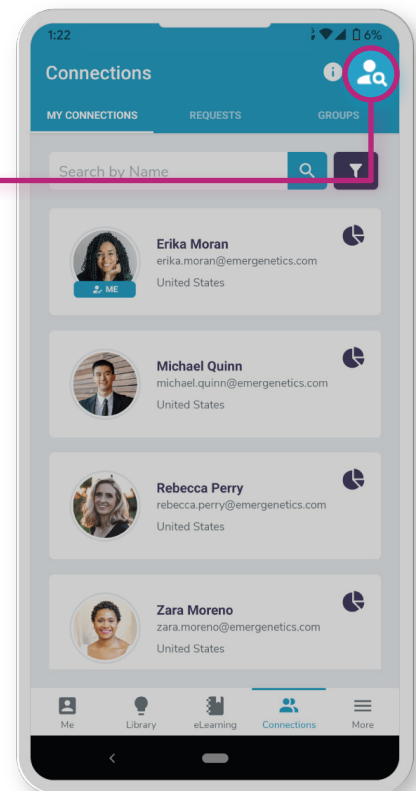 1:22
6%
Connections
MY CONNECTIONS REQUESTS GROUPS
Search by Name
Erika Moran
erika.moran@emergenetics.com
ME
United States
Michael Quinn
michael.quinn@emergenetics.com
United States
Rebecca Perry
rebecca.perry@emergenetics.com
United States
Zara Moreno
zara.moreno@emergenetics.com
United States
Me Library eLearning Connections More